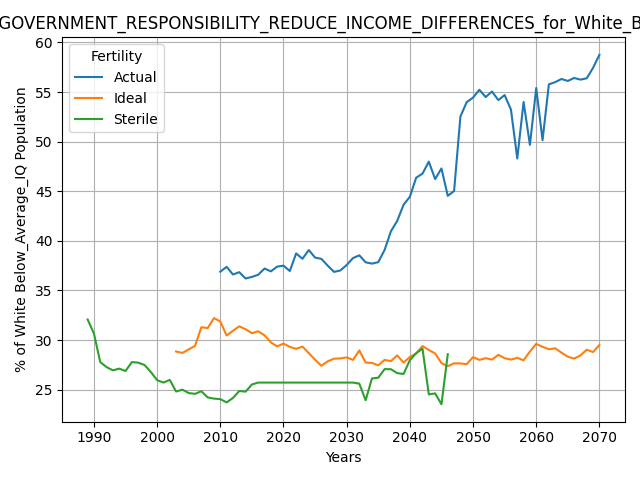 GOVERNMENT_RESPONSIBILITY_REDUCE_INCOME_DIFFERENCES_for_White_B
Fertility
Actual
Ideal
Sterile
% of White Below_Average_IQ Population
60
55
50
45
40
35
30
25
1990 2000 2010 2020 2030 2040 2050 2060 2070
Years